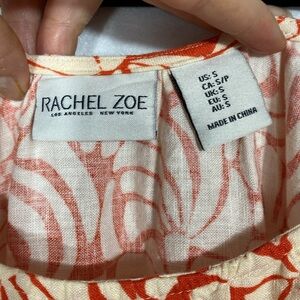 RACHEL ZOE
LOS ANGELES NEW YORK
US: S
CA: S/P
UK: S
EU: S
AU: S
MADE IN CHINA